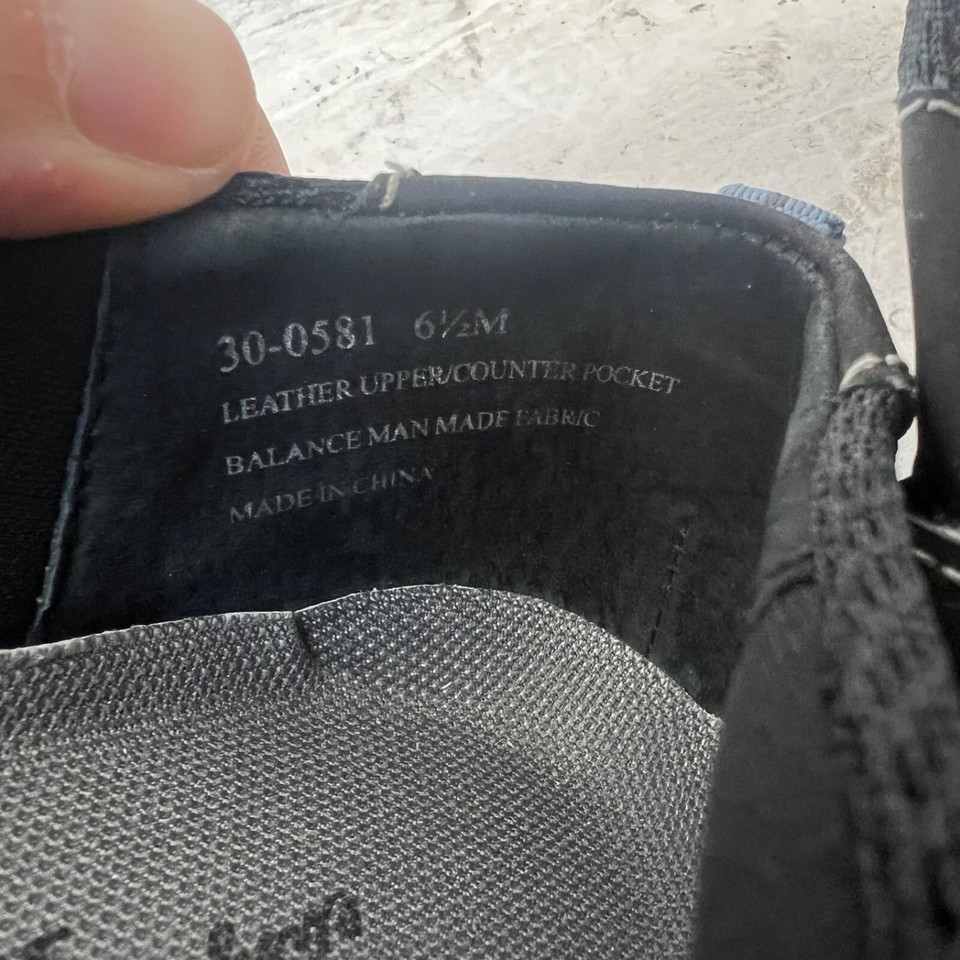 30-0581 6½M
LEATHER UPPER/COUNTER POCKET
BALANCE MAN MADE FABRIC
MADE IN CHINA